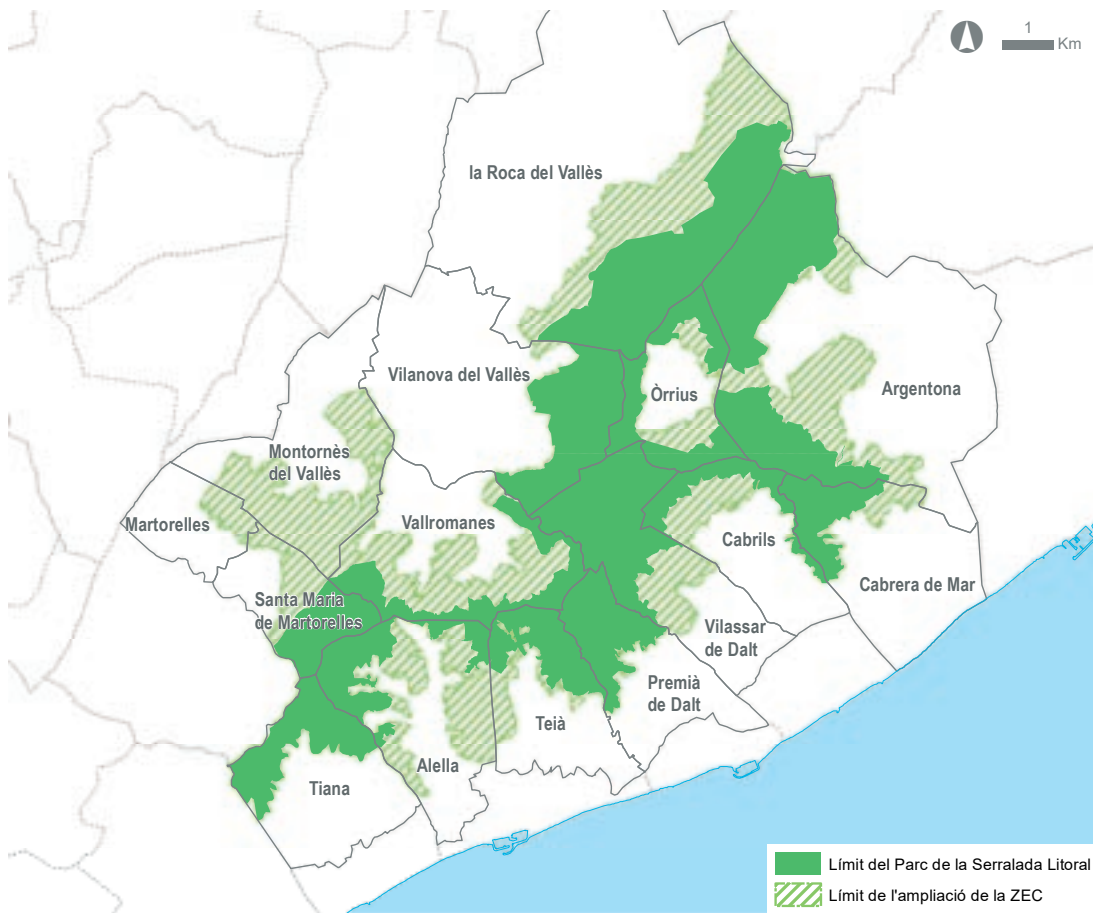 1
Km
la Roca del Vallès
Vilanova del Vallès
Òrrius
Argentona
Montornès
del Vallès
Martorelles
Vallromanes
Cabrils
Cabrera de Mar
Santa Maria
de Martorelles
Vilassar
de Dalt
Premià
de Dalt
Teià
Alella
Tiana
Límit del Parc de la Serralada Litoral
Límit de l'ampliació de la ZEC